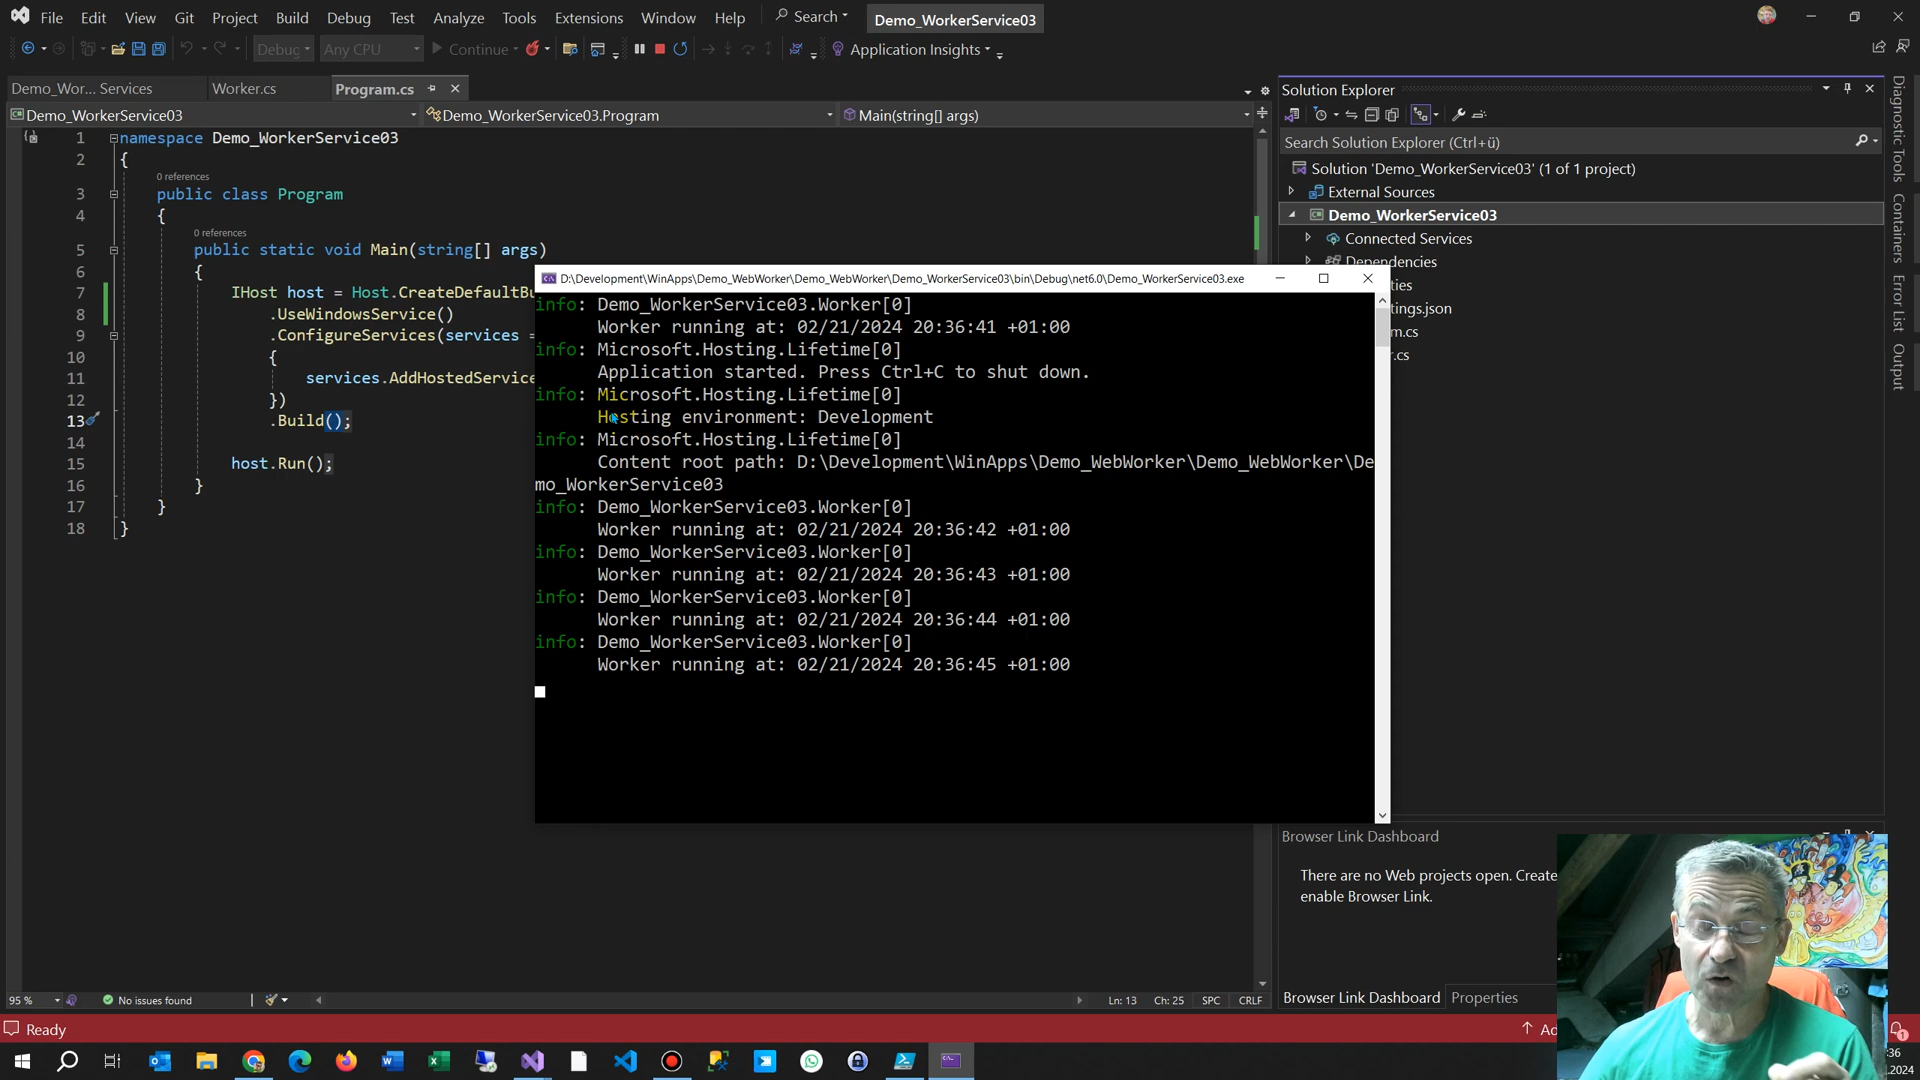 File Edit View Git Project Build Debug Test Analyze Tools Extensions Window Help Search Demo_WorkerService03
Debug Any CPU Continue Application Insights
Demo_Wor... Services Worker.cs Program.cs
Demo_WorkerService03 Demo_WorkerService03.Program Main(string[] args)
1 namespace Demo_WorkerService03
2 {
0 references
3 public class Program
4 {
0 references
5 public static void Main(string[] args)
6 {
7 IHost host = Host.CreateDefaultBu
8 .UseWindowsService()
9 .ConfigureServices(services =
10 {
11 services.AddHostedService
12 })
13 .Build();
14
15 host.Run();
16 }
17 }
18 }
D:\Development\WinApps\Demo_WebWorker\Demo_WebWorker\Demo_WorkerService03\bin\Debug\net6.0\Demo_WorkerService03.exe
info: Demo_WorkerService03.Worker[0]
Worker running at: 02/21/2024 20:36:41 +01:00
info: Microsoft.Hosting.Lifetime[0]
Application started. Press Ctrl+C to shut down.
info: Microsoft.Hosting.Lifetime[0]
Hosting environment: Development
info: Microsoft.Hosting.Lifetime[0]
Content root path: D:\Development\WinApps\Demo_WebWorker\Demo_WebWorker\De
mo_WorkerService03
info: Demo_WorkerService03.Worker[0]
Worker running at: 02/21/2024 20:36:42 +01:00
info: Demo_WorkerService03.Worker[0]
Worker running at: 02/21/2024 20:36:43 +01:00
info: Demo_WorkerService03.Worker[0]
Worker running at: 02/21/2024 20:36:44 +01:00
info: Demo_WorkerService03.Worker[0]
Worker running at: 02/21/2024 20:36:45 +01:00
Solution Explorer
Search Solution Explorer (Ctrl+ü)
Solution 'Demo_WorkerService03' (1 of 1 project)
External Sources
Demo_WorkerService03
Connected Services
Dependencies
ties
tings.json
m.cs
r.cs
Diagnostic Tools
Containers
Error List
Output
Browser Link Dashboard
There are no Web projects open. Create
enable Browser Link.
Browser Link Dashboard Properties
95 % No issues found Ln: 13 Ch: 25 SPC CRLF
Ready Ad
:36
.2024